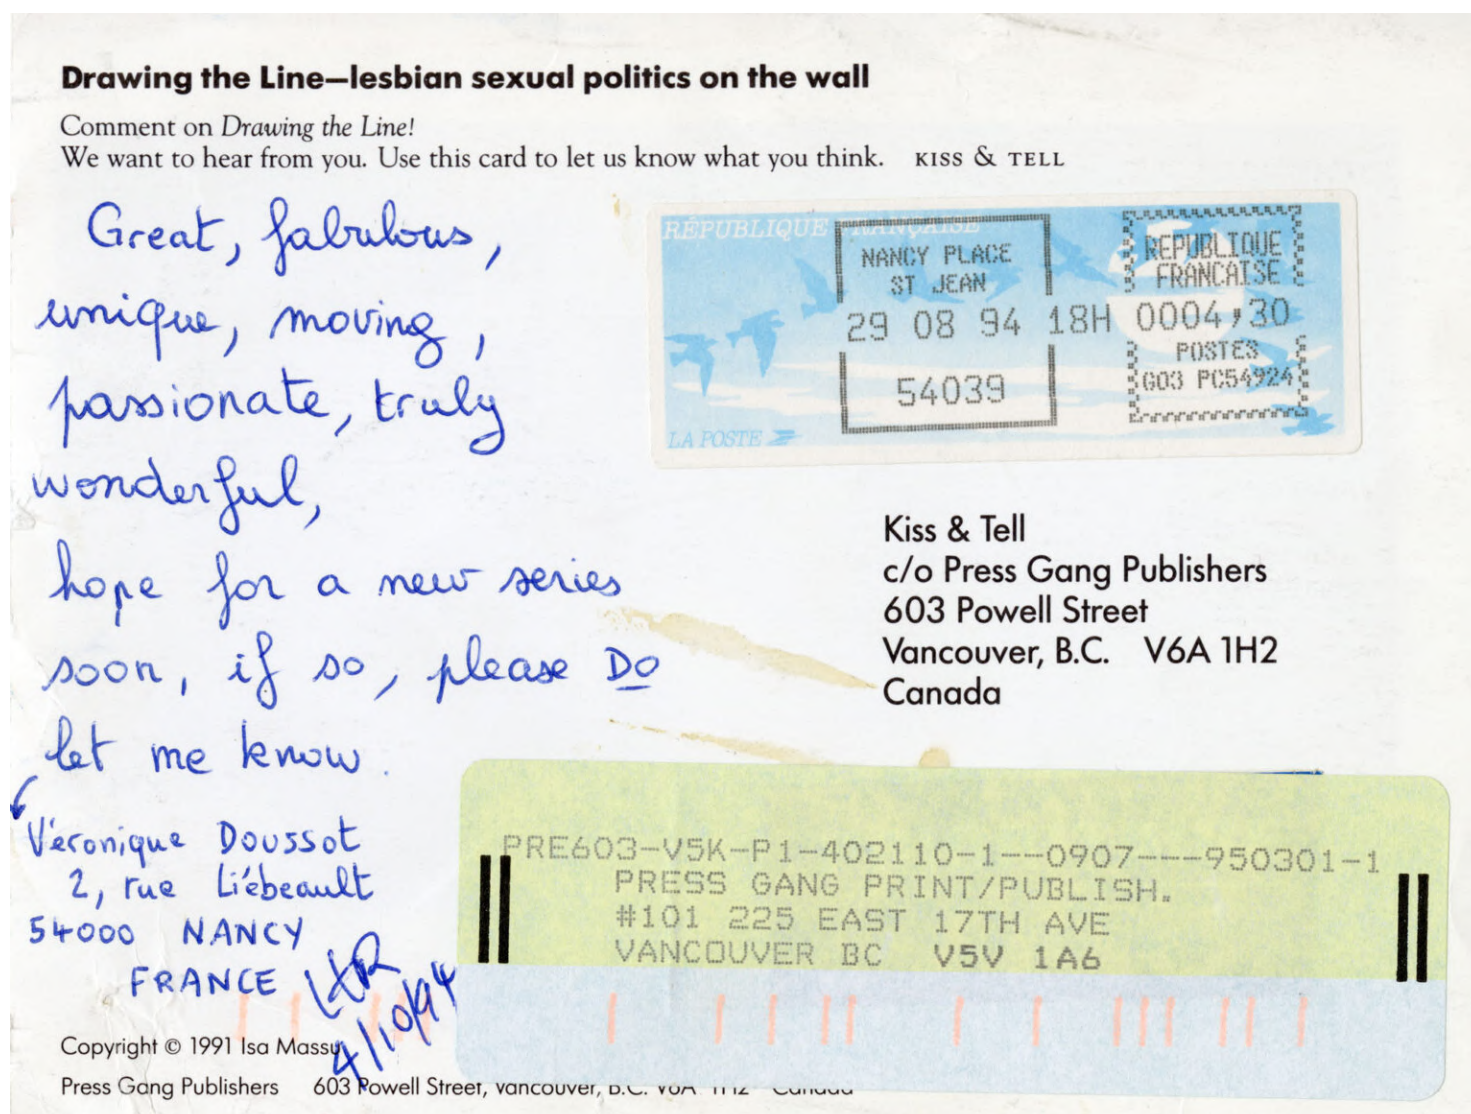 Drawing the Line—lesbian sexual politics on the wall
Comment on Drawing the Line!
We want to hear from you. Use this card to let us know what you think. KISS & TELL
Great, fabulous,
unique, moving,
passionate, truly
wonderful,
hope for a new series
soon, if so, please Do
let me know.
Véronique Doussot
2, rue Liébeault
54000 NANCY
FRANCE
4/10/94
RÉPUBLIQUE FRANÇAISE
NANCY PLACE
ST JEAN
29 08 94 18H
54039
REPUBLIQUE
FRANCAISE
0004,30
POSTES
G03 PC54924
LA POSTE
Kiss & Tell
c/o Press Gang Publishers
603 Powell Street
Vancouver, B.C. V6A 1H2
Canada
PRE603-V5K-P1-402110-1--0907---950301-1
PRESS GANG PRINT/PUBLISH.
#101 225 EAST 17TH AVE
VANCOUVER BC V5V 1A6
Copyright © 1991 Isa Massu
Press Gang Publishers 603 Powell Street, Vancouver, B.C. V6A 1H2 Canada